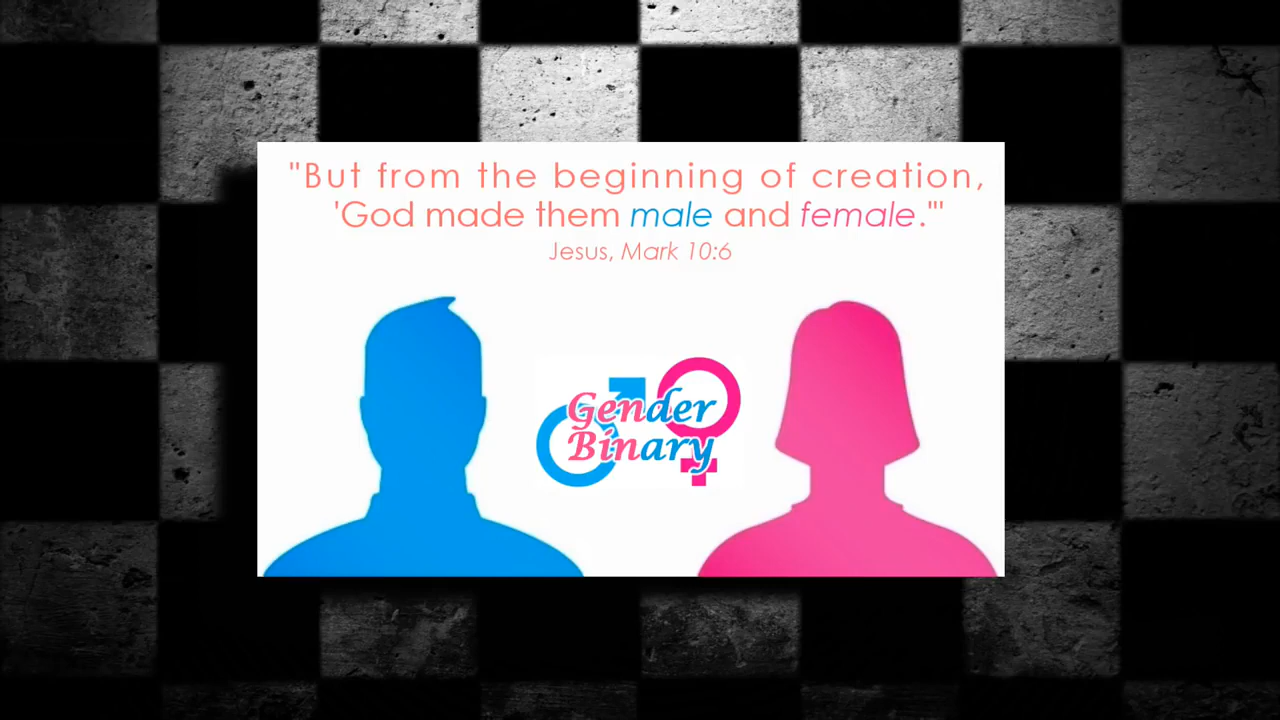 "But from the beginning of creation,
'God made them male and female.'"
Jesus, Mark 10:6
Gender
Binary